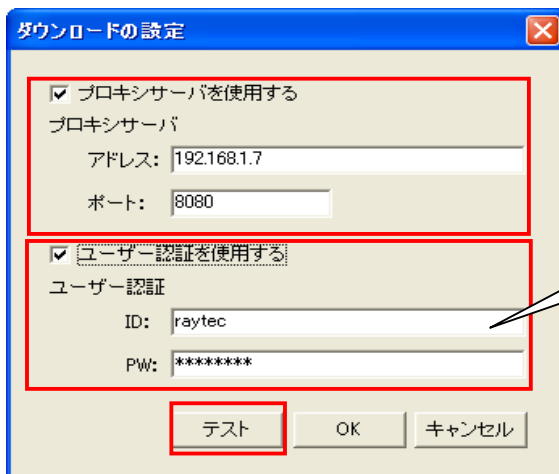 ダウンロードの設定
プロキシサーバを使用する
プロキシサーバ
アドレス: 192.168.1.7
ポート: 8080
ユーザー認証を使用する
ユーザー認証
ID: raytec
PW: ********
テスト OK キャンセル